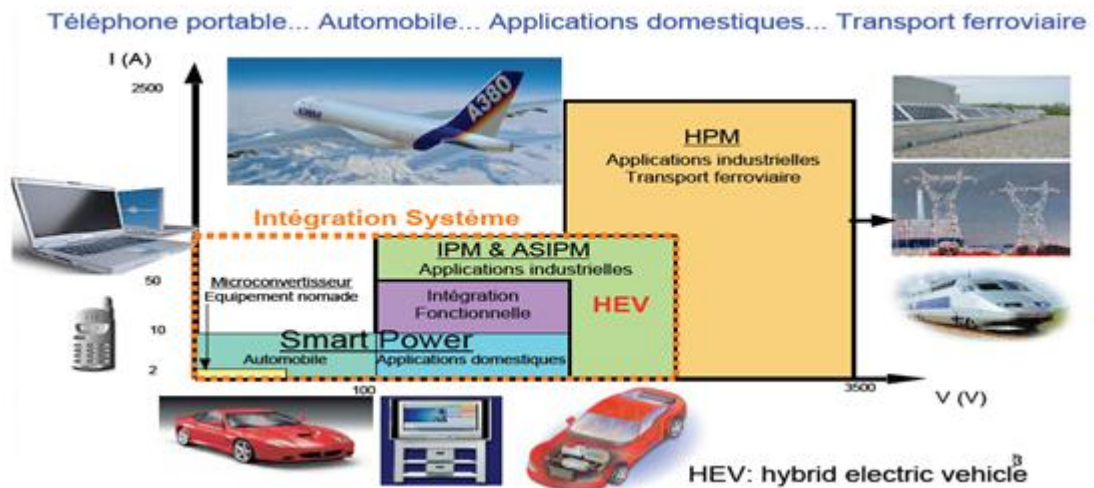 Téléphone portable... Automobile... Applications domestiques... Transport ferroviaire
I (A)
2500
A380
HPM
Applications industrielles
Transport ferroviaire
Intégration Système
IPM & ASIPM
Applications industrielles
Microconvertisseur
Equipement nomade
50
Intégration
Fonctionnelle
HEV
10
Smart Power
Automobile
Applications domestiques
2
100
3500
V (V)
HEV: hybrid electric vehicle
3